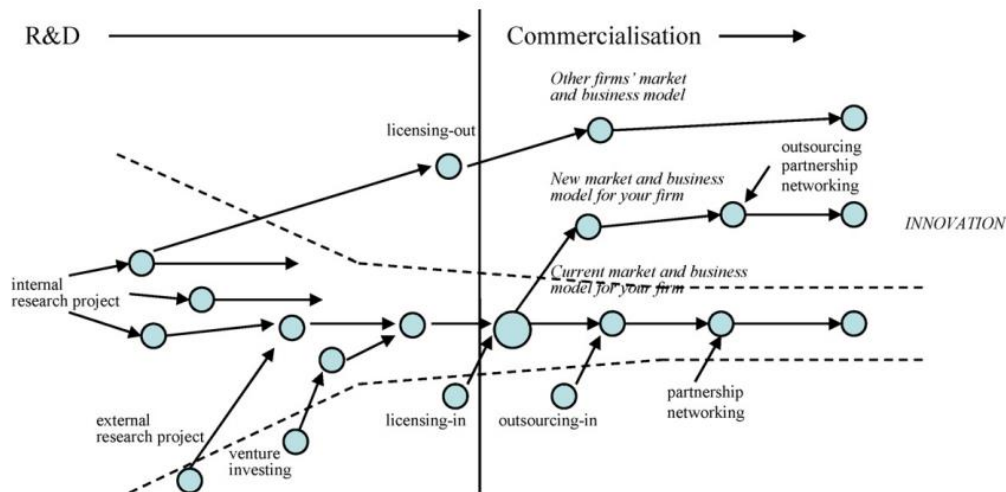 R&D
Commercialisation
Other firms' market
and business model
licensing-out
outsourcing
partnership
networking
New market and business
model for your firm
INNOVATION
Current market and business
model for your firm
internal
research project
external
research project
venture
investing
licensing-in
outsourcing-in
partnership
networking